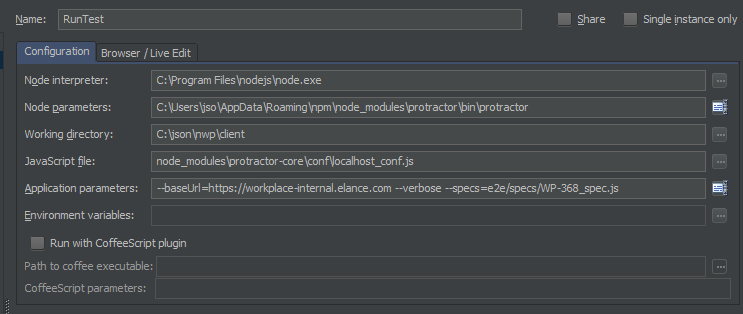 Name: RunTest Share Single instance only
Configuration Browser / Live Edit
Node interpreter: C:\Program Files\nodejs\node.exe ...
Node parameters: C:\Users\jso\AppData\Roaming\npm\node_modules\protractor\bin\protractor
Working directory: C:\json\nwp\client ...
JavaScript file: node_modules\protractor-core\conf\localhost_conf.js ...
Application parameters: --baseUrl=https://workplace-internal.elance.com --verbose --specs=e2e/specs/WP-368_spec.js
Environment variables: ...
Run with CoffeeScript plugin
Path to coffee executable: ...
CoffeeScript parameters: